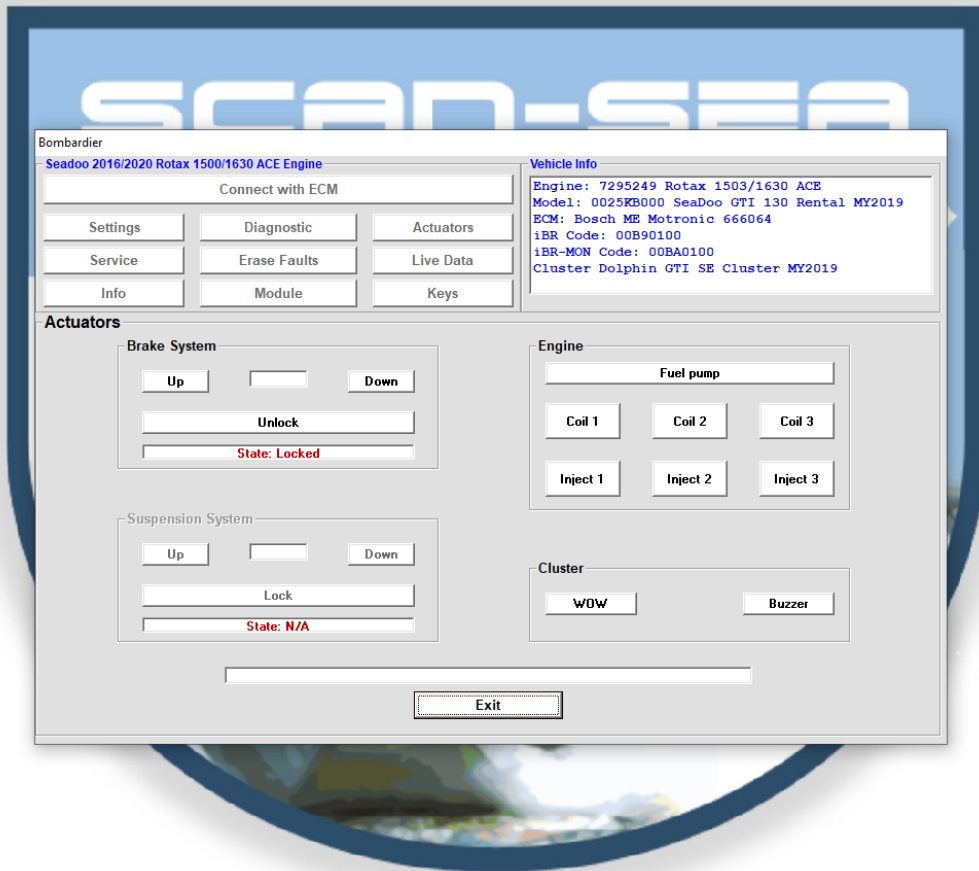 SCAN-SEA
Bombardier
Seadoo 2016/2020 Rotax 1500/1630 ACE Engine
Connect with ECM
Settings
Diagnostic
Actuators
Service
Erase Faults
Live Data
Info
Module
Keys
Vehicle Info
Engine: 7295249 Rotax 1503/1630 ACE
Model: 0025KB000 SeaDoo GTI 130 Rental MY2019
ECM: Bosch ME Motronic 666064
iBR Code: 00B90100
iBR-MON Code: 00BA0100
Cluster Dolphin GTI SE Cluster MY2019
Actuators
Brake System
Up
Down
Unlock
State: Locked
Suspension System
Up
Down
Lock
State: N/A
Engine
Fuel pump
Coil 1
Coil 2
Coil 3
Inject 1
Inject 2
Inject 3
Cluster
WOW
Buzzer
Exit